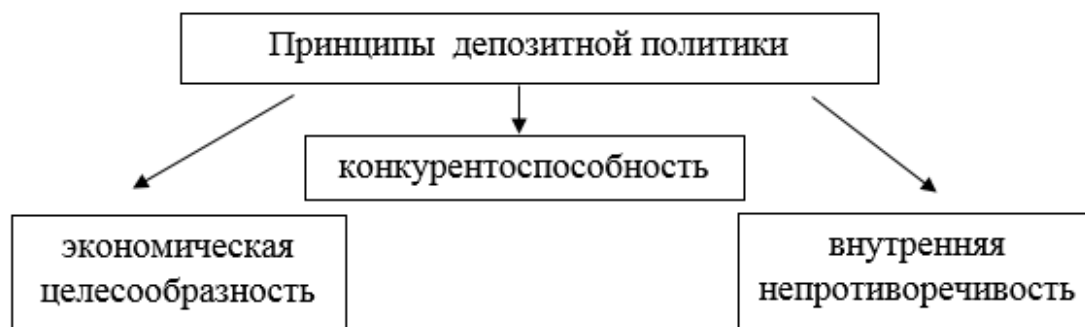 Принципы депозитной политики
конкурентоспособность
экономическая
целесообразность
внутренняя
непротиворечивость